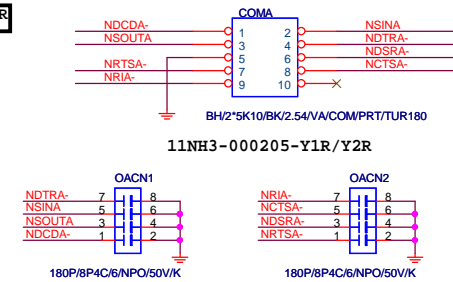 R
COMA
NDCDA- 1 2 NSINA
NSOUTA 3 4 NDTRA-
5 6 NDSRA-
NRTSA- 7 8 NCTSA-
NRIA- 9 10
BH/2*5K10/BK/2.54/VA/COM/PRT/TUR180
11NH3-000205-Y1R/Y2R
OACN1
NDTRA- 7 8
NSINA 5 6
NSOUTA 3 4
NDCDA- 1 2
180P/8P4C/6/NPO/50V/K
OACN2
NRIA- 7 8
NCTSA- 5 6
NDSRA- 3 4
NRTSA- 1 2
180P/8P4C/6/NPO/50V/K